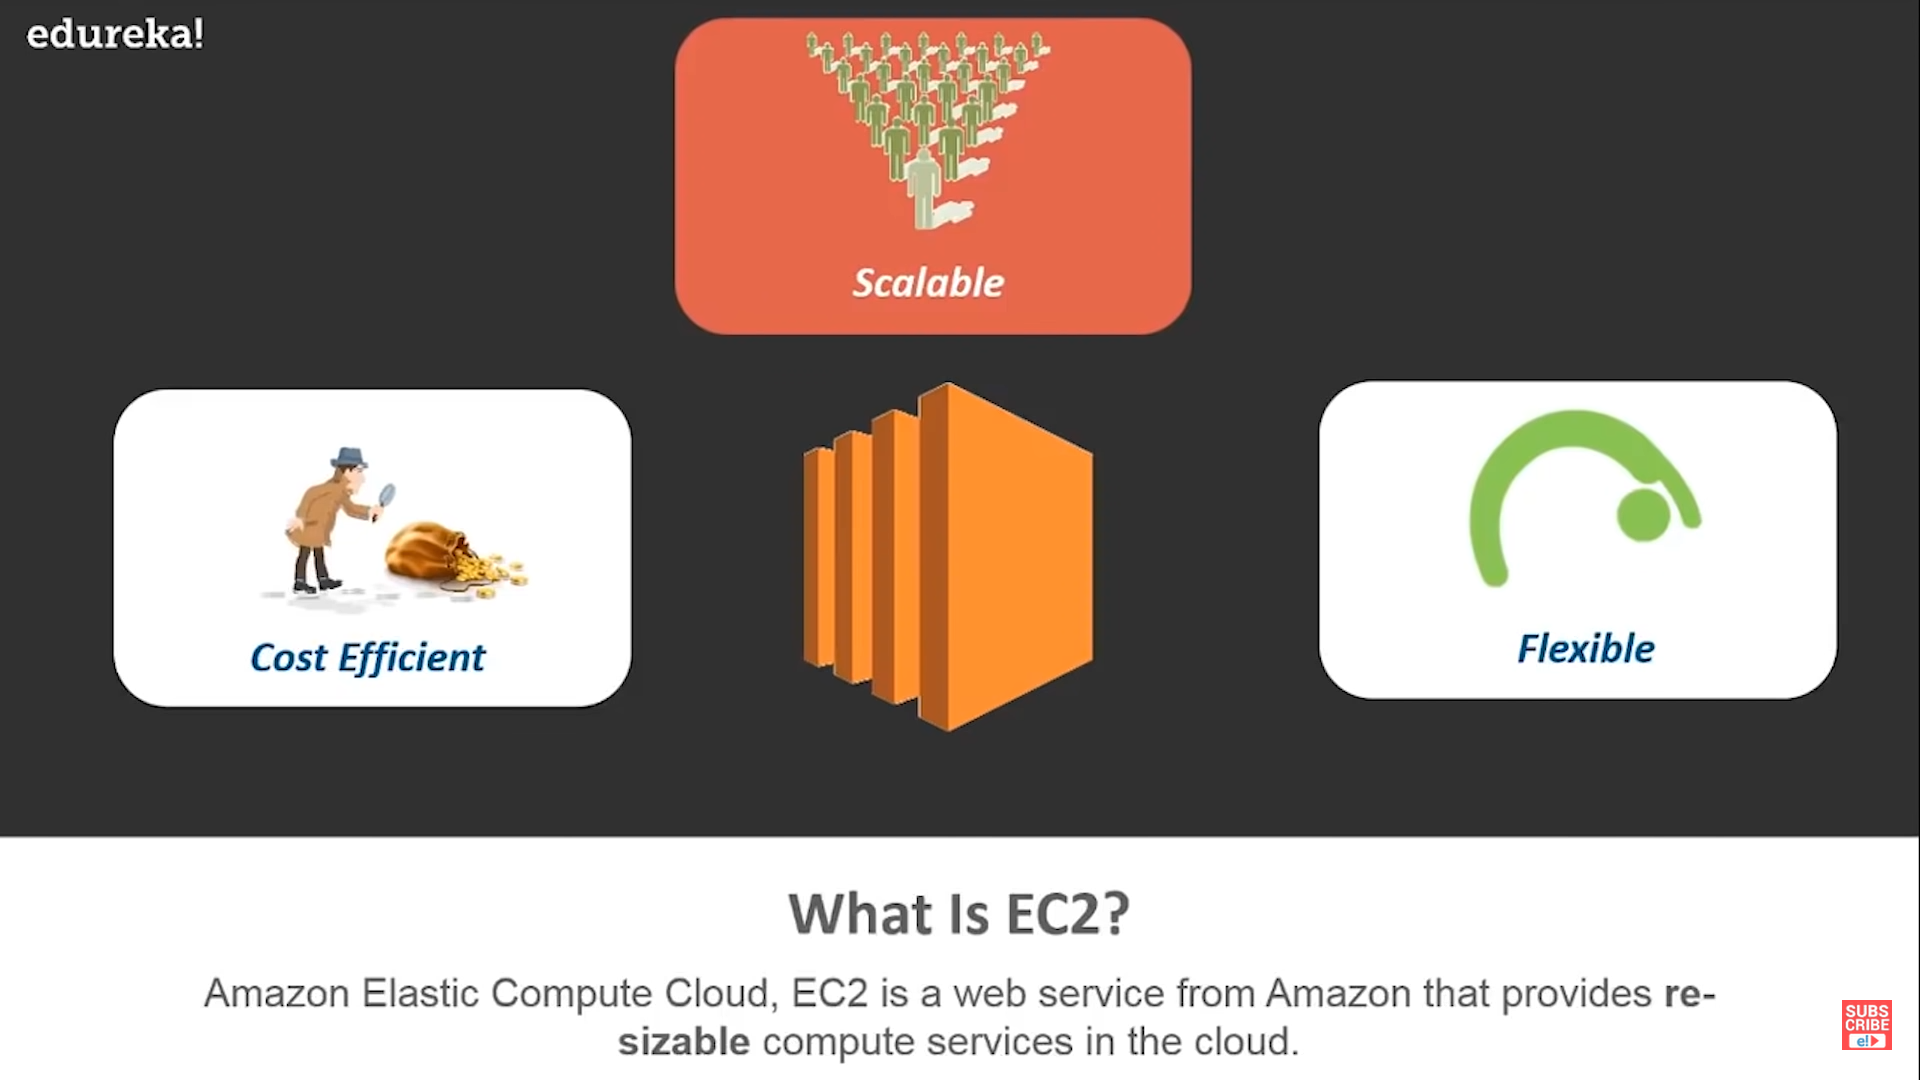 edureka!
Scalable
Cost Efficient
Flexible
What Is EC2?
Amazon Elastic Compute Cloud, EC2 is a web service from Amazon that provides re-
sizable compute services in the cloud.
SUBS
CRIBE
e!